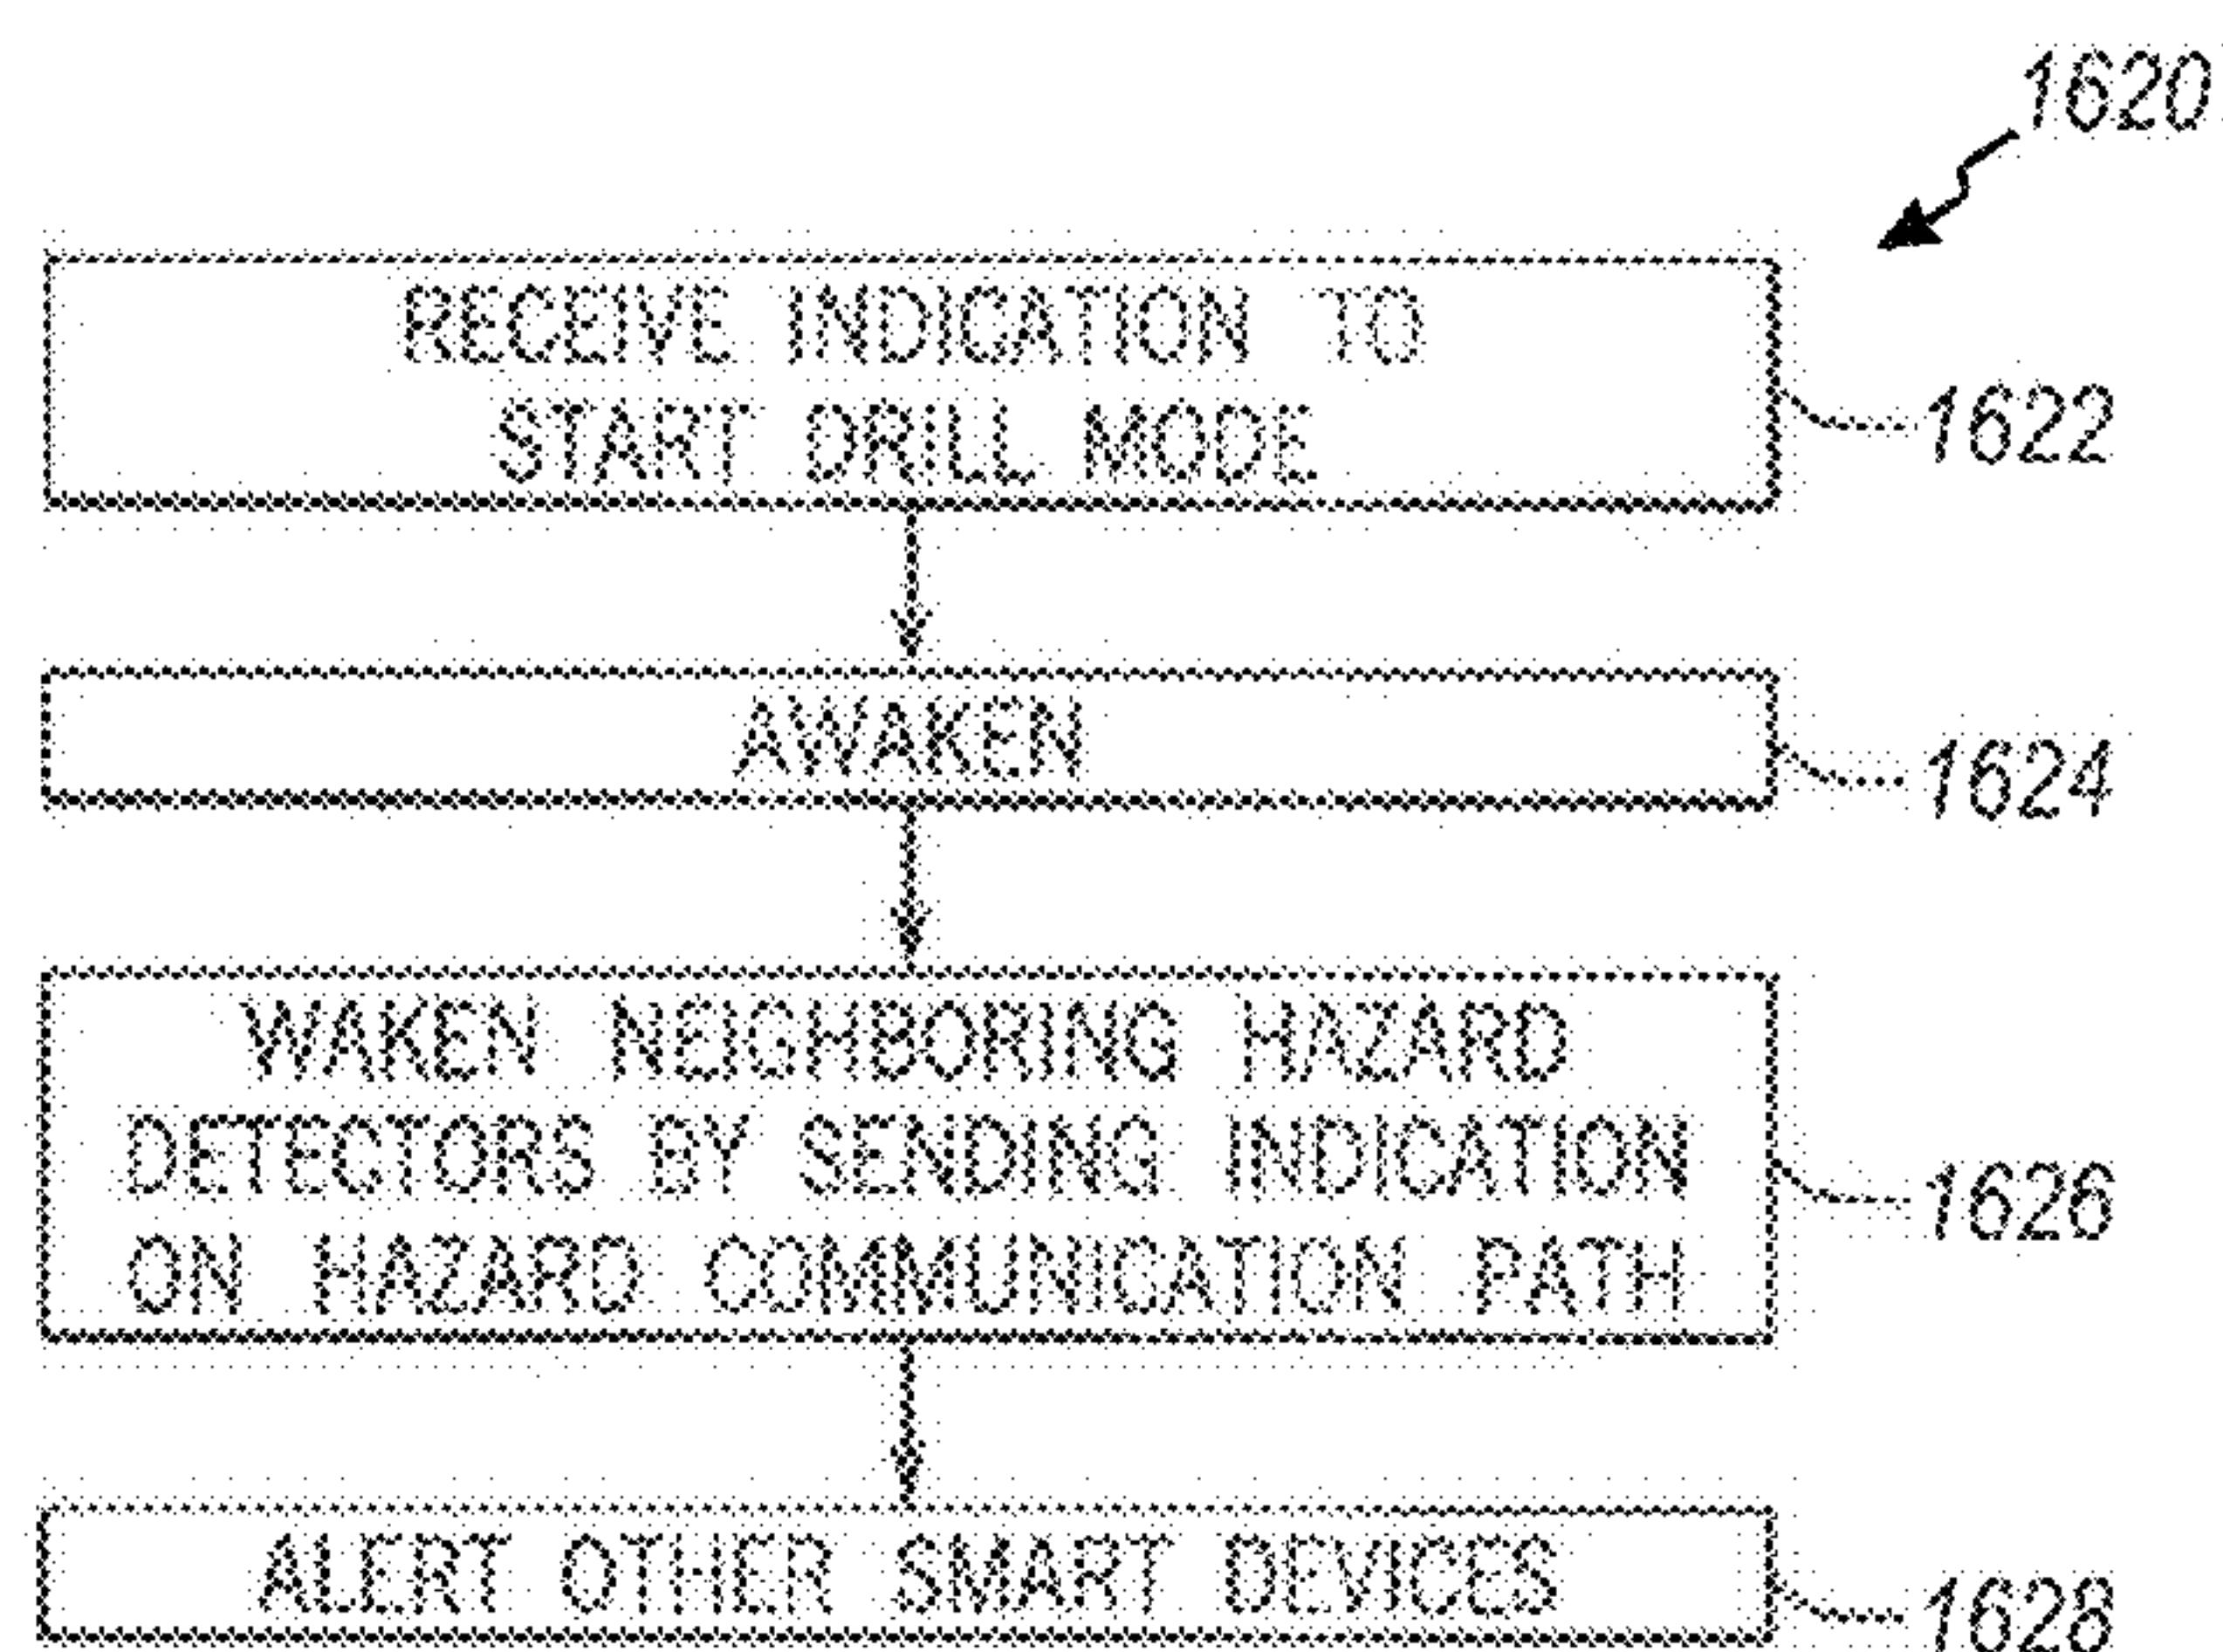 1620
RECEIVE INDICATION TO
START DRILL MODE
1622
AWAKEN
1624
WAKEN NEIGHBORING HAZARD
DETECTORS BY SENDING INDICATION
ON HAZARD COMMUNICATION PATH
1626
ALERT OTHER SMART DEVICES
1628